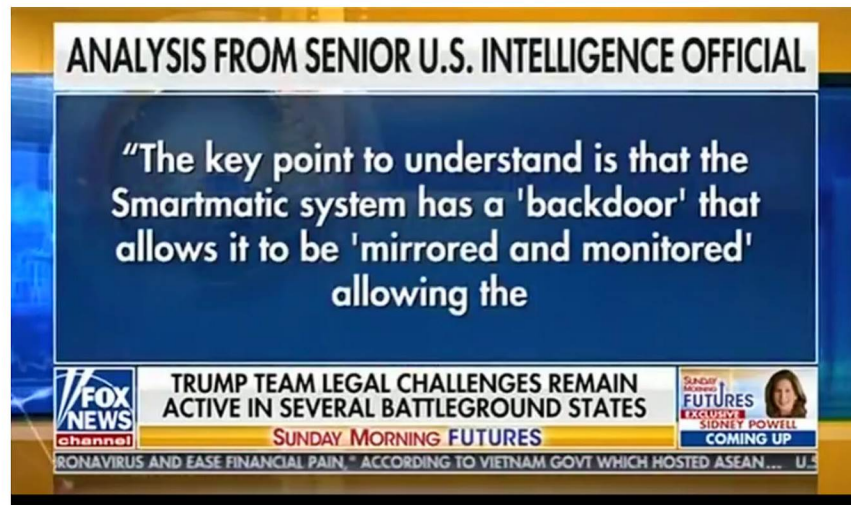 ANALYSIS FROM SENIOR U.S. INTELLIGENCE OFFICIAL
“The key point to understand is that the
Smartmatic system has a 'backdoor' that
allows it to be 'mirrored and monitored'
allowing the
FOX
NEWS
channel
TRUMP TEAM LEGAL CHALLENGES REMAIN
ACTIVE IN SEVERAL BATTLEGROUND STATES
SUNDAY MORNING FUTURES
SUNDAY
MORNING
FUTURES
EXCLUSIVE
SIDNEY POWELL
COMING UP
RONAVIRUS AND EASE FINANCIAL PAIN," ACCORDING TO VIETNAM GOVT WHICH HOSTED ASEAN... U.S